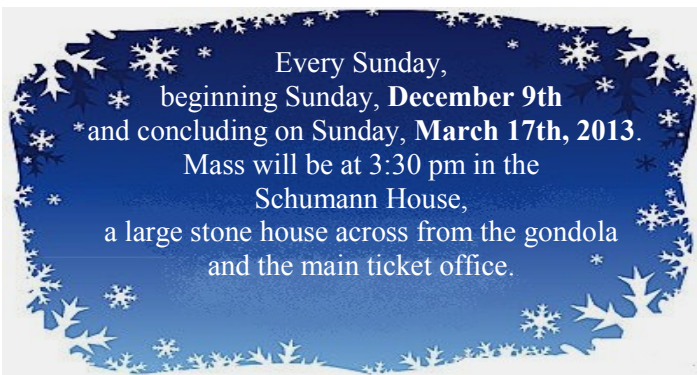 Every Sunday,
beginning Sunday, December 9th
and concluding on Sunday, March 17th, 2013.
Mass will be at 3:30 pm in the
Schumann House,
a large stone house across from the gondola
and the main ticket office.